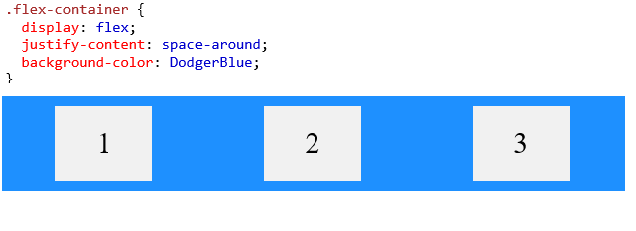 .flex-container {
  display: flex;
  justify-content: space-around;
  background-color: DodgerBlue;
}
1 2 3